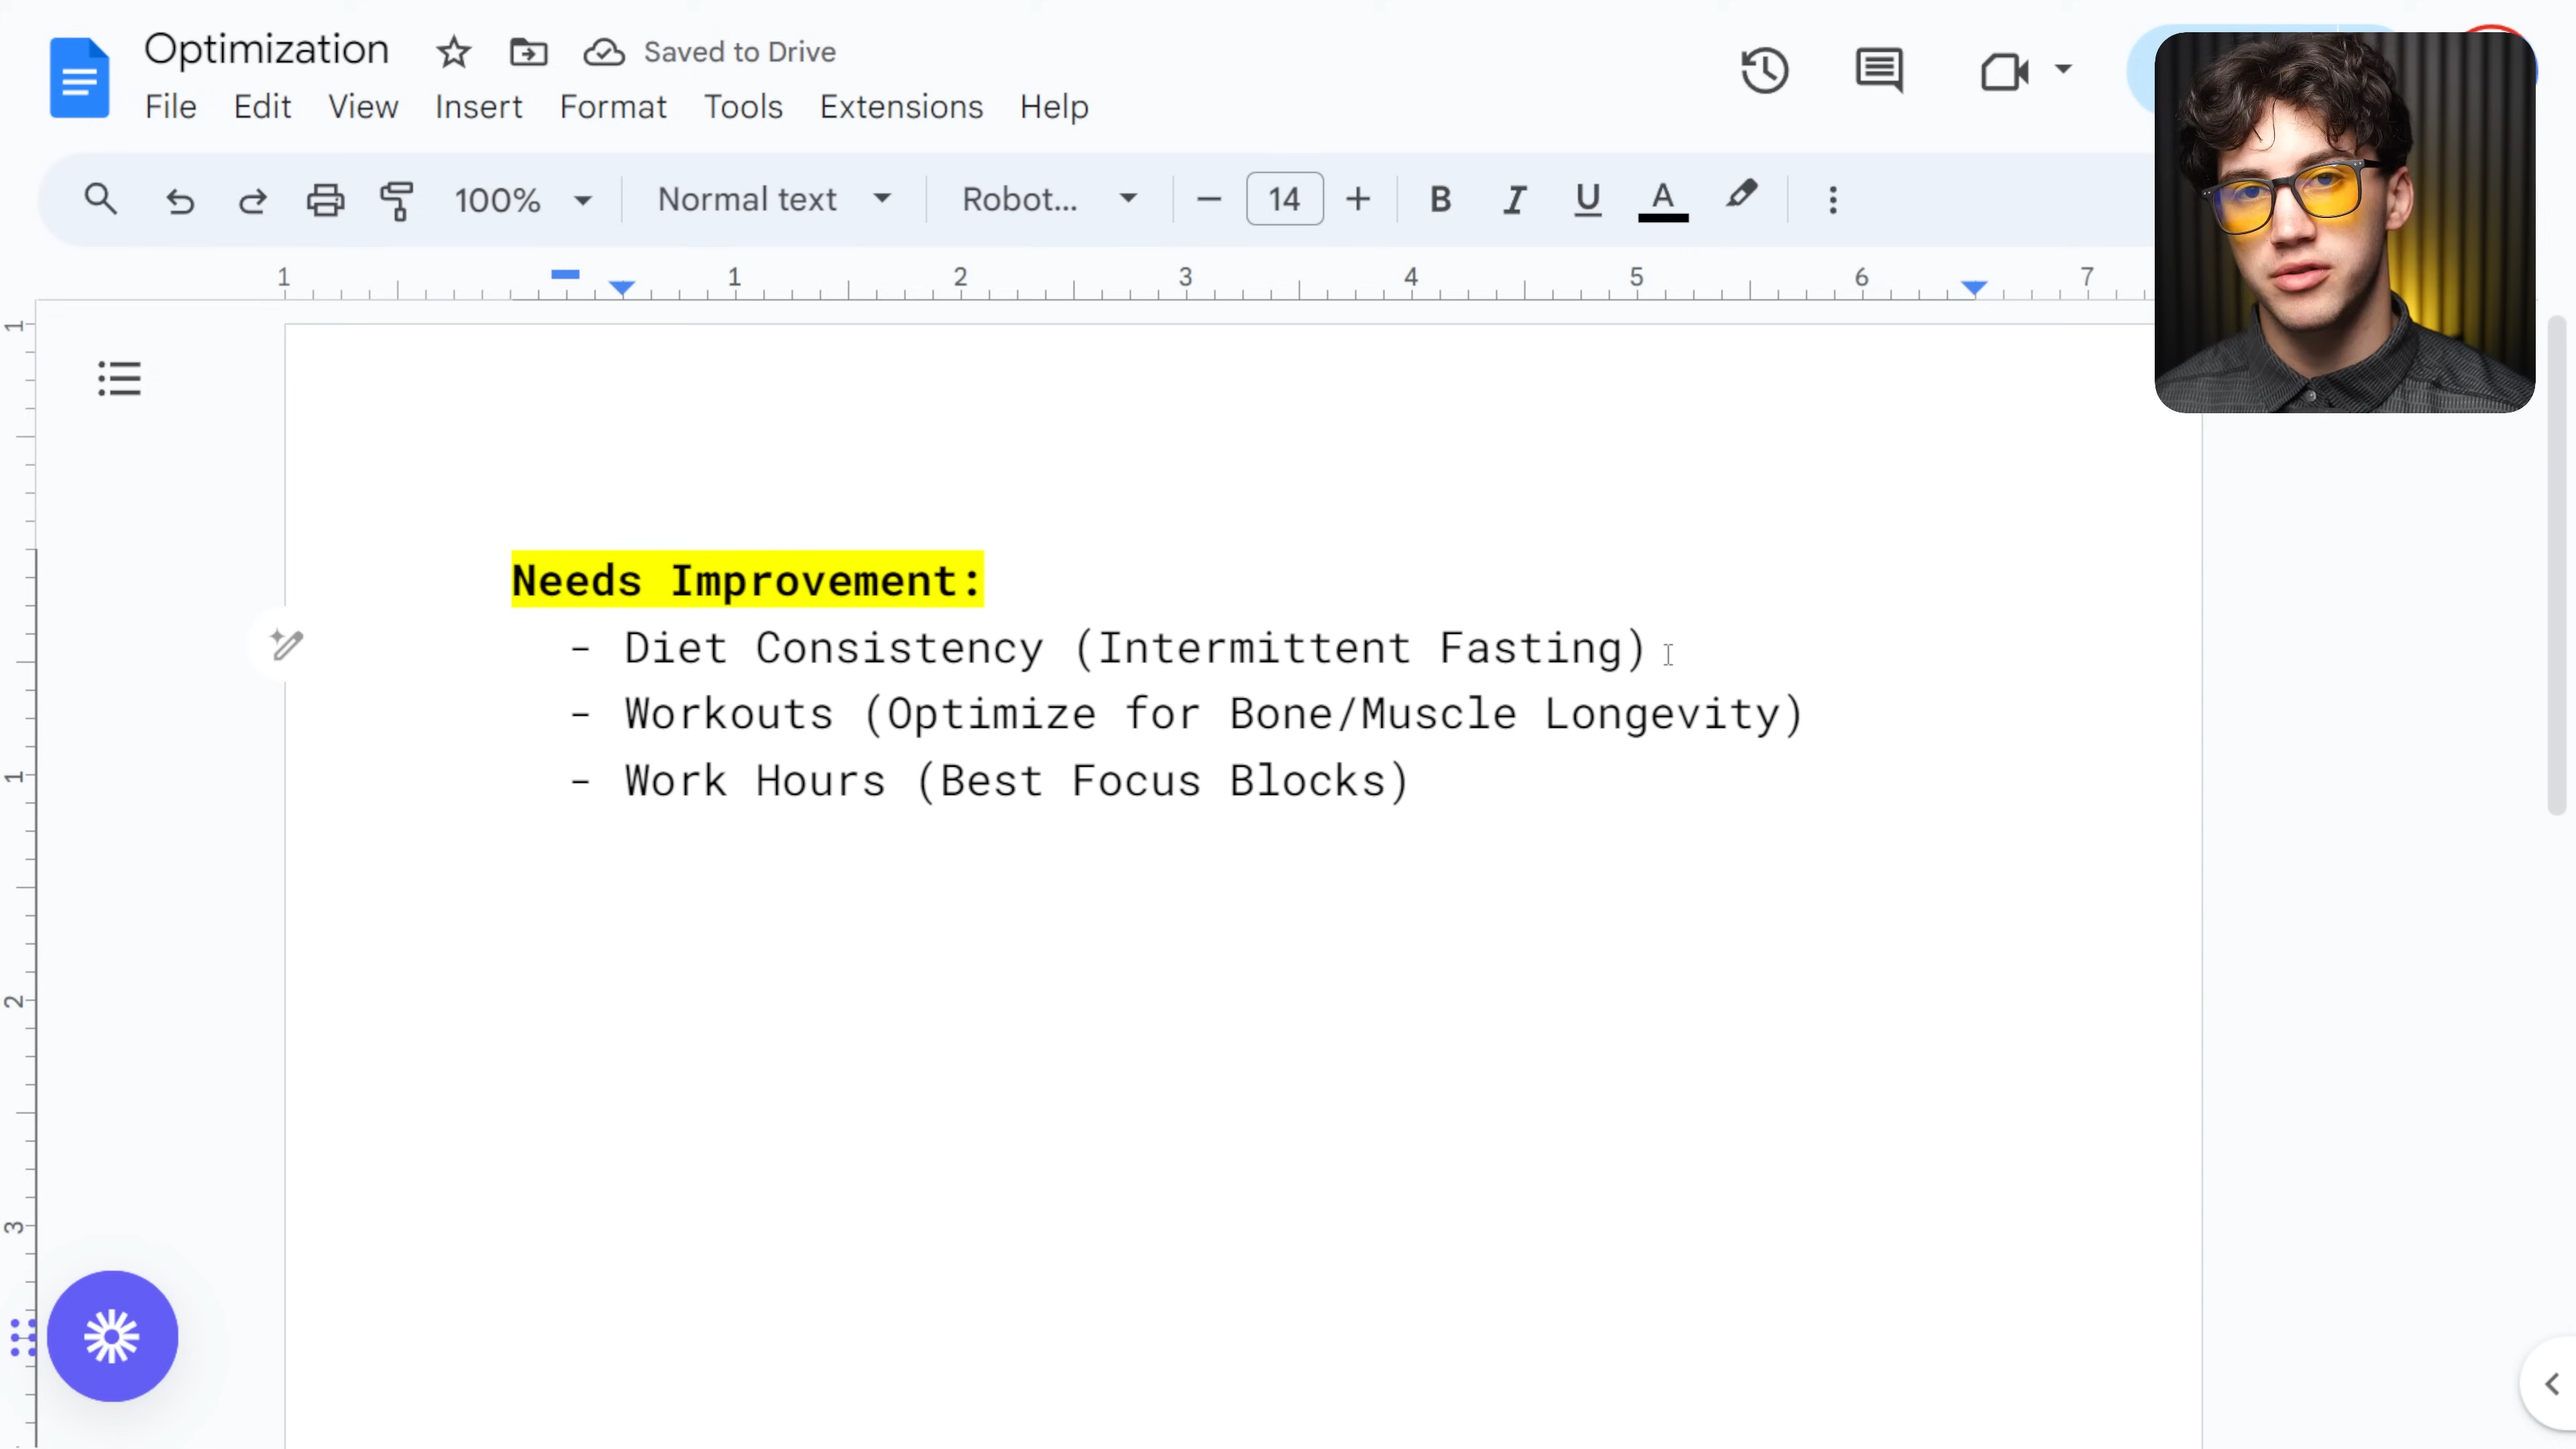 Optimization Saved to Drive
File Edit View Insert Format Tools Extensions Help
100% Normal text Robot... 14 B I U A
1 1 2 3 4 5 6 7
1
Needs Improvement:
- Diet Consistency (Intermittent Fasting)
- Workouts (Optimize for Bone/Muscle Longevity)
1
- Work Hours (Best Focus Blocks)
2
3